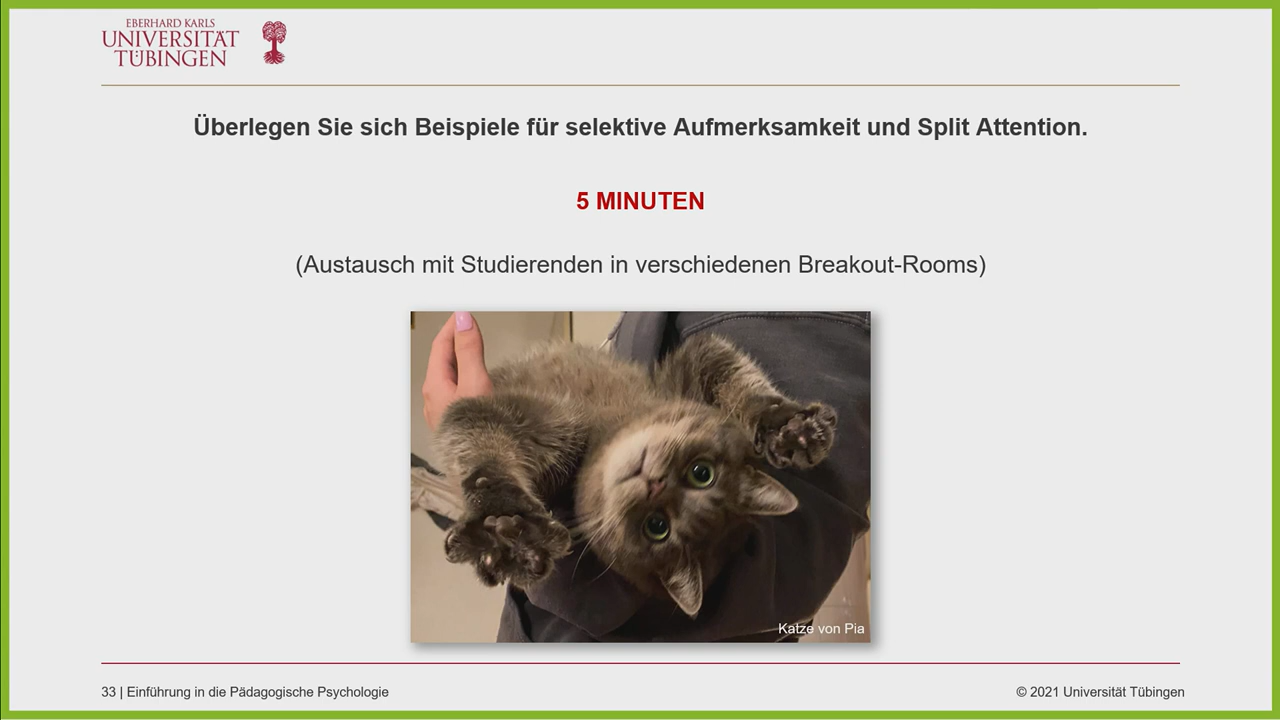 EBERHARD KARLS
UNIVERSITÄT
TÜBINGEN
Überlegen Sie sich Beispiele für selektive Aufmerksamkeit und Split Attention.
5 MINUTEN
(Austausch mit Studierenden in verschiedenen Breakout-Rooms)
Katze von Pia
33 | Einführung in die Pädagogische Psychologie
© 2021 Universität Tübingen